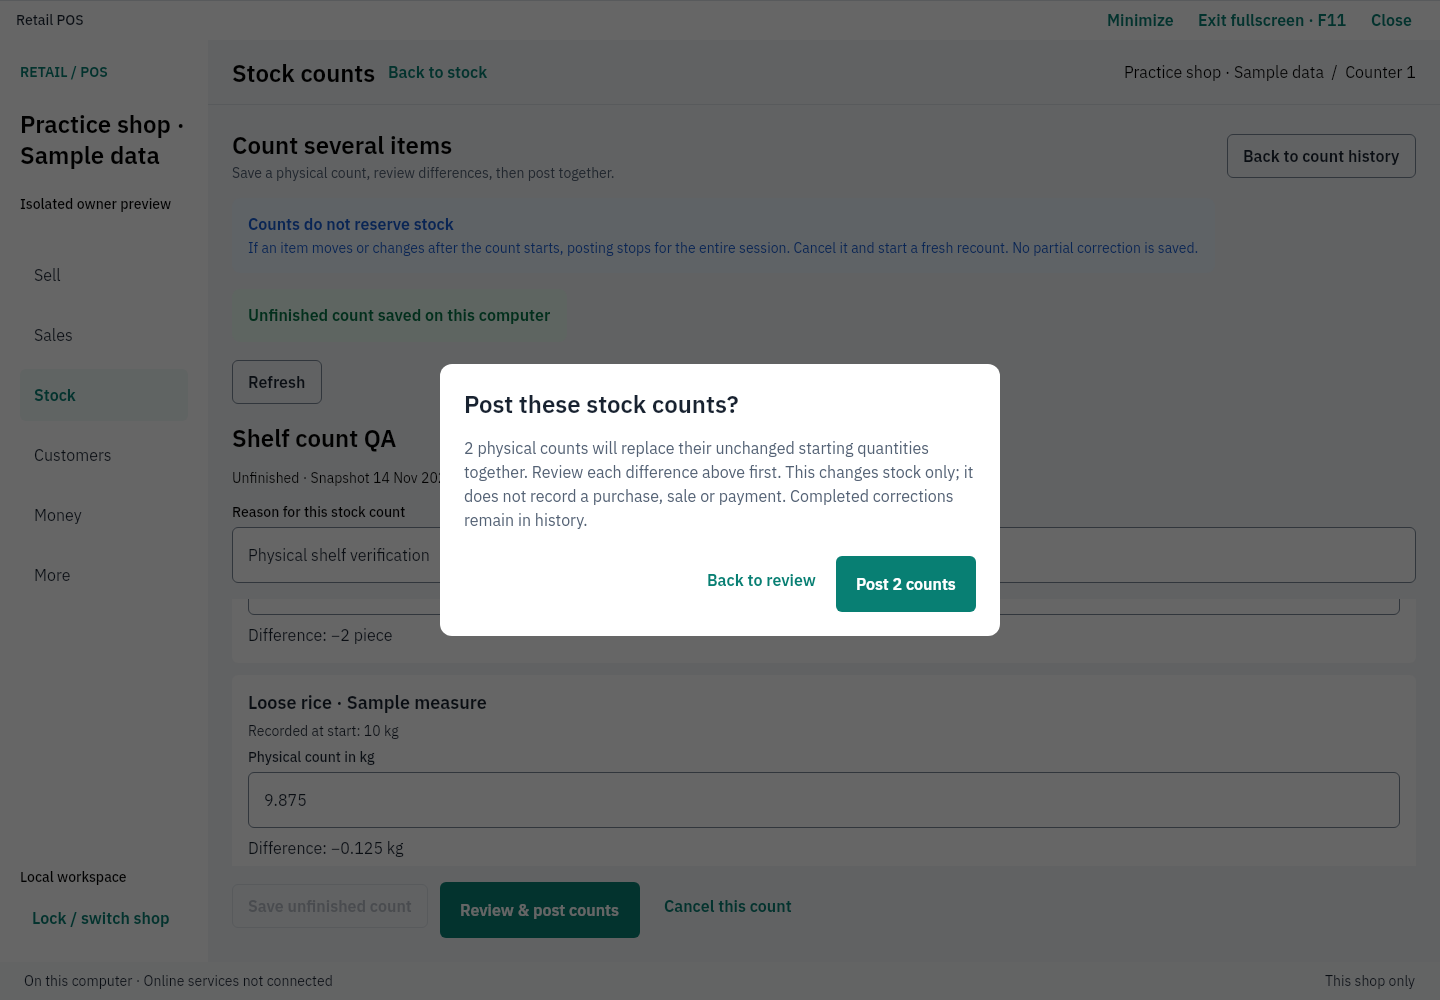 Retail POS
Minimize
Exit fullscreen · F11
Close
RETAIL / POS
Practice shop ·
Sample data
Isolated owner preview
Sell
Sales
Stock
Customers
Money
More
Local workspace
Lock / switch shop
Stock counts
Back to stock
Practice shop · Sample data / Counter 1
Count several items
Save a physical count, review differences, then post together.
Back to count history
Counts do not reserve stock
If an item moves or changes after the count starts, posting stops for the entire session. Cancel it and start a fresh recount. No partial correction is saved.
Unfinished count saved on this computer
Refresh
Shelf count QA
Unfinished · Snapshot 14 Nov
Reason for this stock count
Physical shelf verification
Difference: −2 piece
Loose rice · Sample measure
Recorded at start: 10 kg
Physical count in kg
9.875
Difference: −0.125 kg
Save unfinished count
Review & post counts
Cancel this count
Post these stock counts?
2 physical counts will replace their unchanged starting quantities
together. Review each difference above first. This changes stock only; it
does not record a purchase, sale or payment. Completed corrections
remain in history.
Back to review
Post 2 counts
On this computer · Online services not connected
This shop only